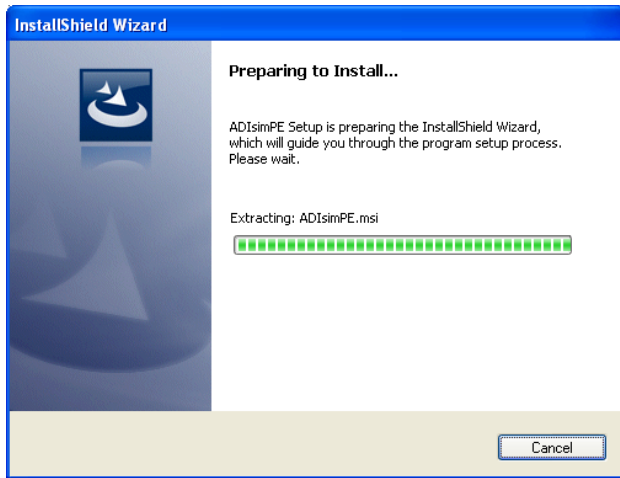 InstallShield Wizard
Preparing to Install...
ADIsimPE Setup is preparing the InstallShield Wizard,
which will guide you through the program setup process.
Please wait.
Extracting: ADIsimPE.msi
Cancel